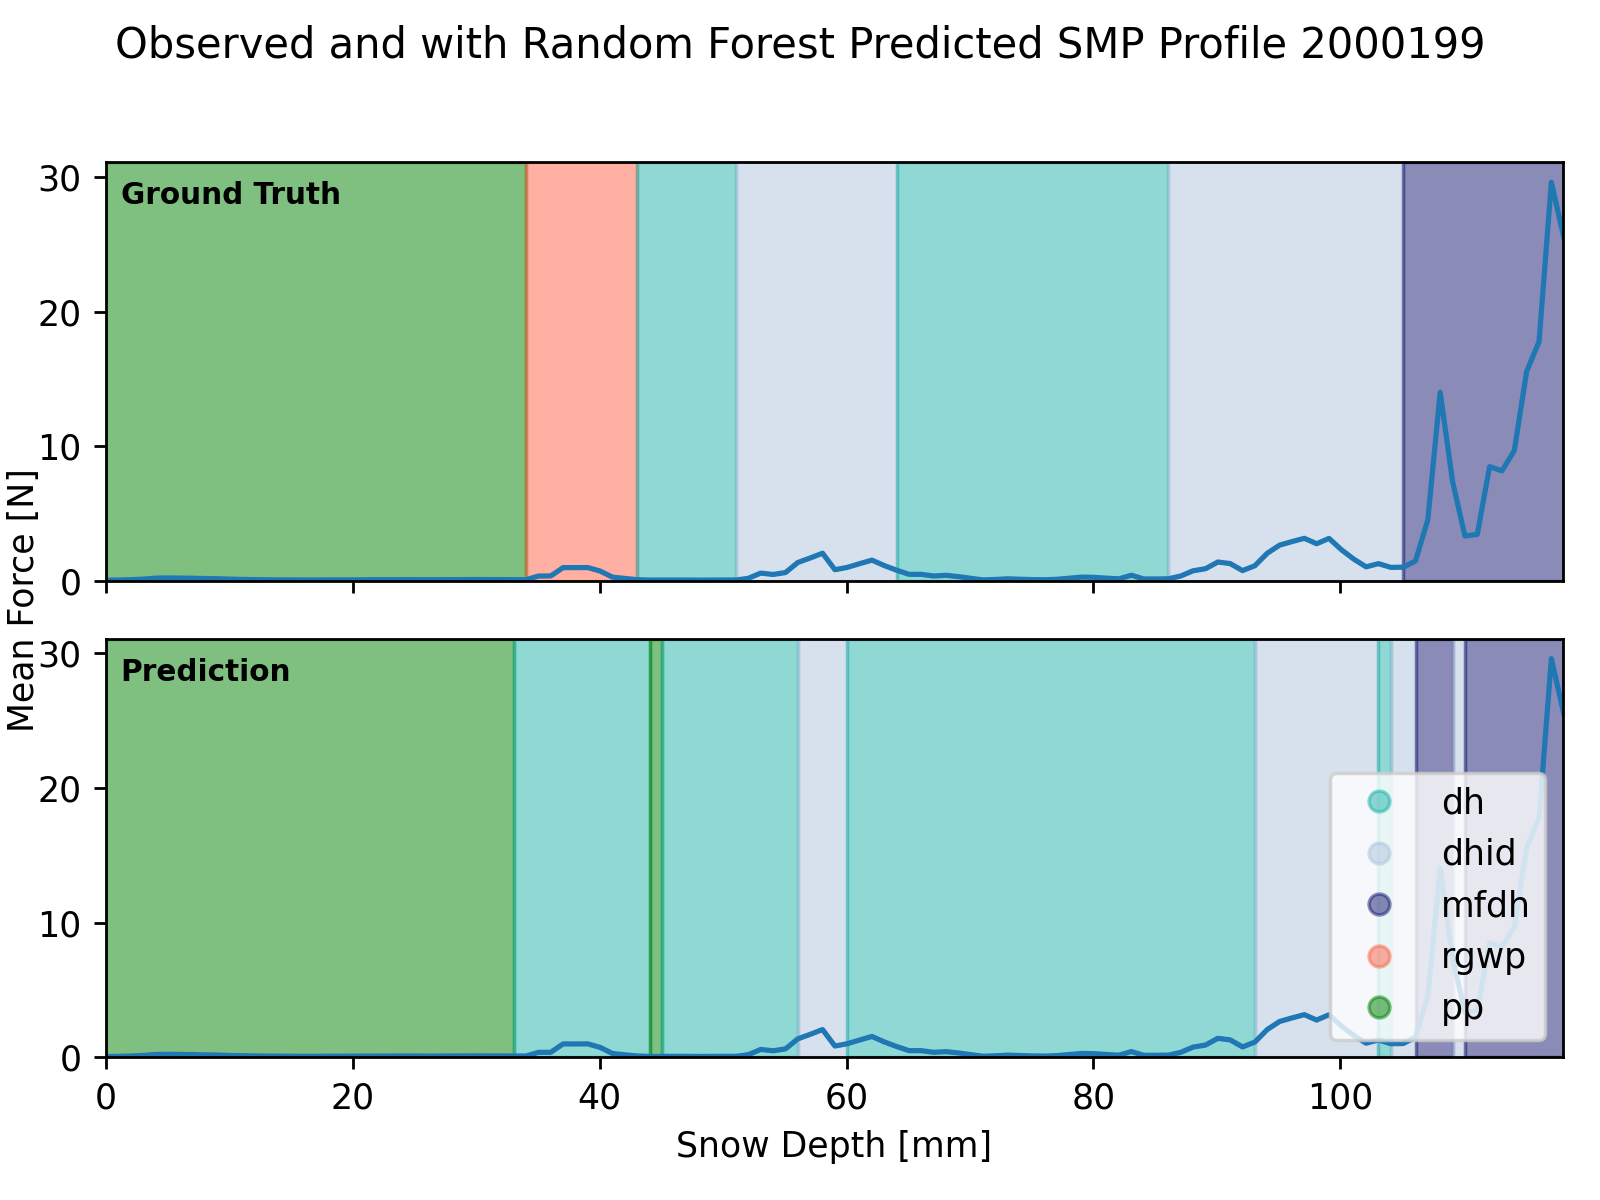 Observed and with Random Forest Predicted SMP Profile 2000199
Mean Force [N]
30
20
10
0
Ground Truth
30
20
10
0
Prediction
dh
dhid
mfdh
rgwp
pp
0 20 40 60 80 100
Snow Depth [mm]